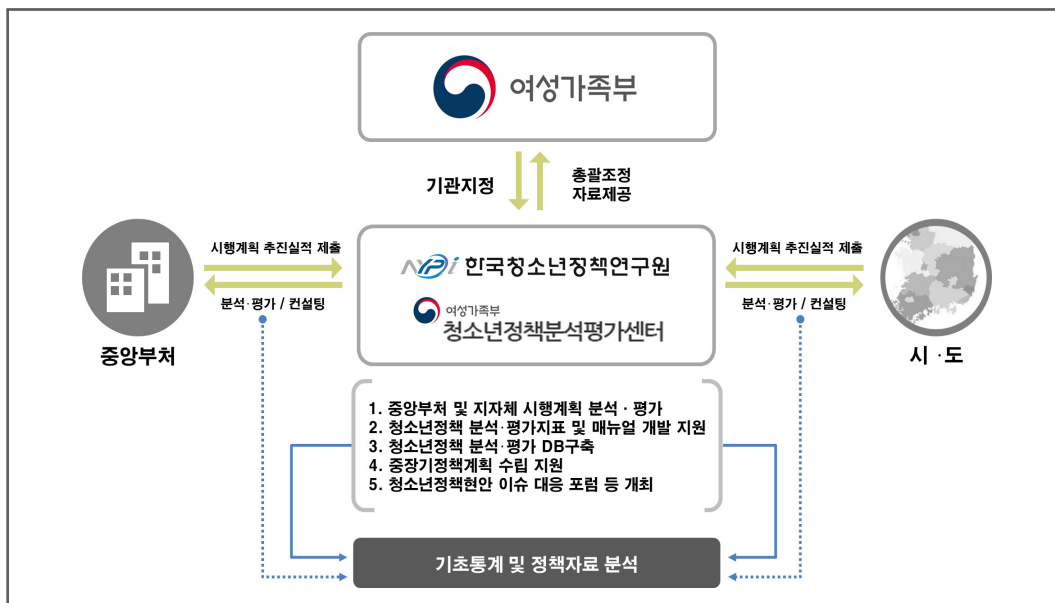 여성가족부
기관지정
총괄조정
자료제공
시행계획 추진실적 제출
분석·평가 / 컨설팅
중앙부처
NYPi 한국청소년정책연구원
여성가족부
청소년정책분석평가센터
시행계획 추진실적 제출
분석·평가 / 컨설팅
시·도
1. 중앙부처 및 지자체 시행계획 분석·평가
2. 청소년정책 분석·평가지표 및 매뉴얼 개발 지원
3. 청소년정책 분석·평가 DB구축
4. 중장기정책계획 수립 지원
5. 청소년정책현안 이슈 대응 포럼 등 개최
기초통계 및 정책자료 분석